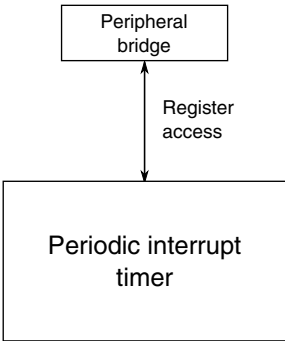 Peripheral
bridge
Register
access
Periodic interrupt
timer